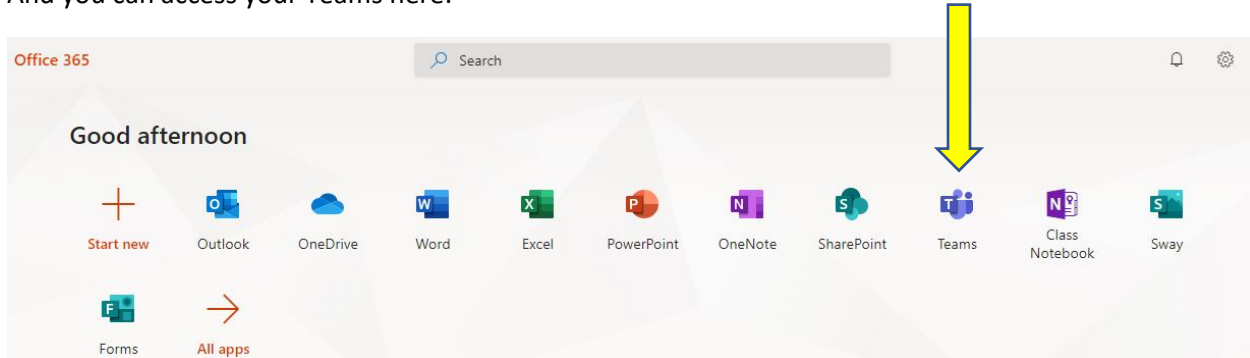 And you can access your Teams here:
Office 365
Search
Good afternoon
Start new Outlook OneDrive Word Excel PowerPoint OneNote SharePoint Teams Class Notebook Sway
Forms All apps